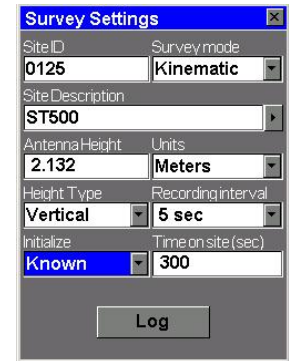 Survey Settings
Site ID Survey mode
0125 Kinematic
Site Description
ST500
Antenna Height Units
2.132 Meters
Height Type Recording interval
Vertical 5 sec
Initialize Time on site (sec)
Known 300
Log